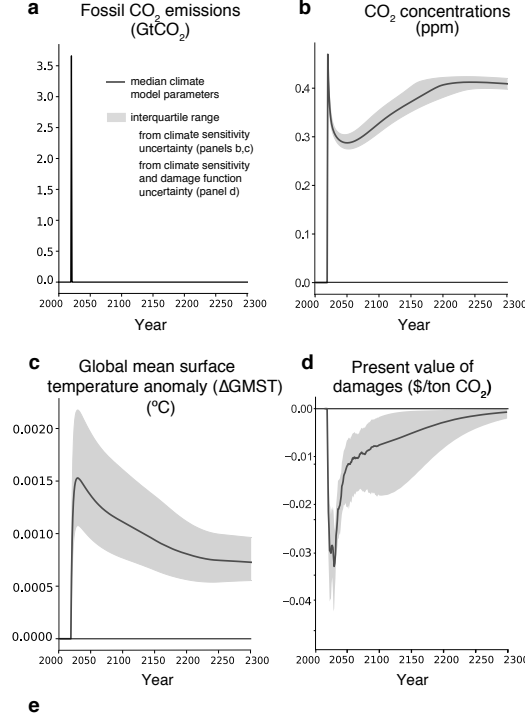 a
Fossil CO2 emissions
(GtCO2)
3.5
3.0
2.5
2.0
1.5
1.0
0.5
0.0
2000 2050 2100 2150 2200 2250 2300
Year
median climate
model parameters
interquartile range
from climate sensitivity
uncertainty (panels b,c)
from climate sensitivity
and damage function
uncertainty (panel d)
b
CO2 concentrations
(ppm)
0.4
0.3
0.2
0.1
0.0
2000 2050 2100 2150 2200 2250 2300
Year
c
Global mean surface
temperature anomaly (ΔGMST)
(ºC)
0.0020
0.0015
0.0010
0.0005
0.0000
2000 2050 2100 2150 2200 2250 2300
Year
d
Present value of
damages ($/ton CO2)
0.00
−0.01
−0.02
−0.03
−0.04
2000 2050 2100 2150 2200 2250 2300
Year
e